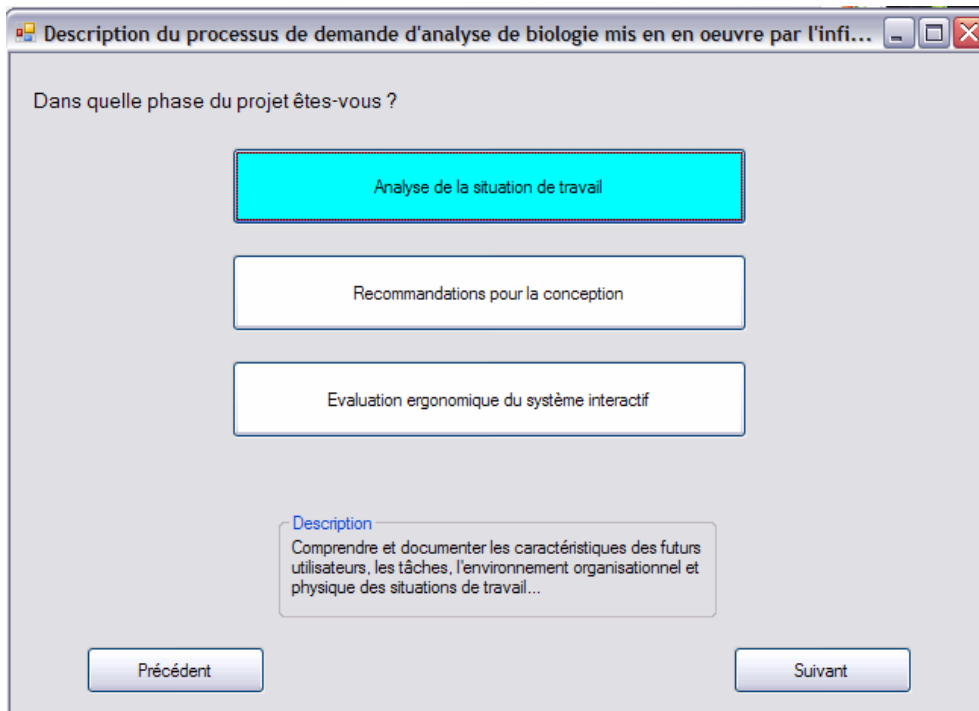 Description du processus de demande d'analyse de biologie mis en en oeuvre par l'infi...
Dans quelle phase du projet êtes-vous ?
Analyse de la situation de travail
Recommandations pour la conception
Evaluation ergonomique du système interactif
Description
Comprendre et documenter les caractéristiques des futurs
utilisateurs, les tâches, l'environnement organisationnel et
physique des situations de travail...
Précédent
Suivant